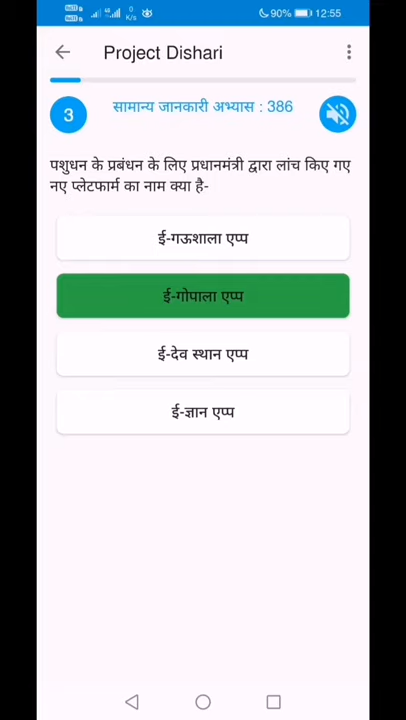 90% 12:55
0
K/s
Project Dishari
3
सामान्य जानकारी अभ्यास : 386
पशुधन के प्रबंधन के लिए प्रधानमंत्री द्वारा लांच किए गए
नए प्लेटफार्म का नाम क्या है-
ई-गऊशाला एप्प
ई-गोपाला एप्प
ई-देव स्थान एप्प
ई-ज्ञान एप्प